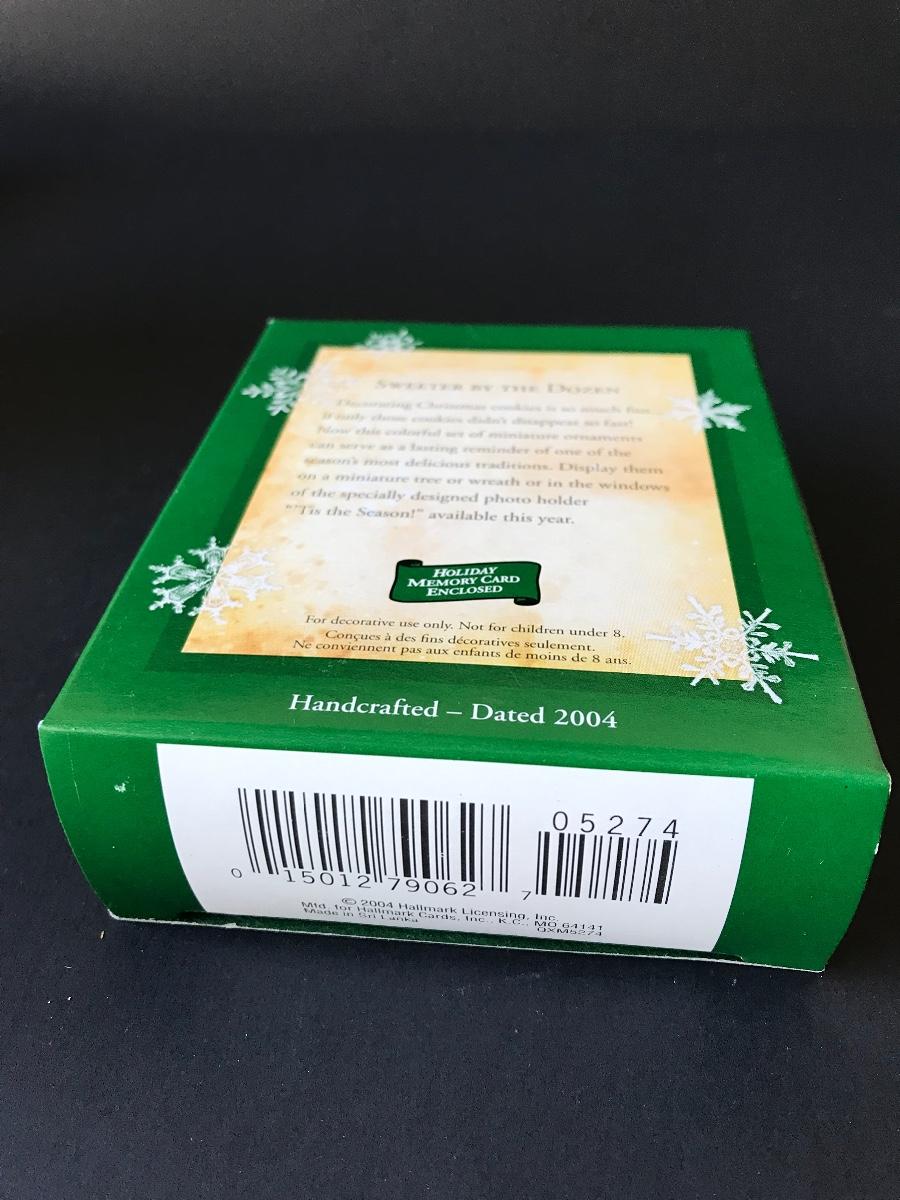 SWEETER BY THE DOZEN
Decorating Christmas cookies is so much fun...
If only those cookies didn't disappear so fast!
Now this colorful set of miniature ornaments
can serve as a lasting reminder of one of the
season's most delicious traditions. Display them
on a miniature tree or wreath or in the windows
of the specially designed photo holder
"'Tis the Season!" available this year.
HOLIDAY
MEMORY CARD
ENCLOSED
For decorative use only. Not for children under 8.
Conçues à des fins décoratives seulement.
Ne conviennent pas aux enfants de moins de 8 ans.
Handcrafted – Dated 2004
05274
0 15012 79062 7
© 2004 Hallmark Licensing, Inc.
Mfd. for Hallmark Cards, Inc., K.C., MO 64141
Made in Sri Lanka QXM5274